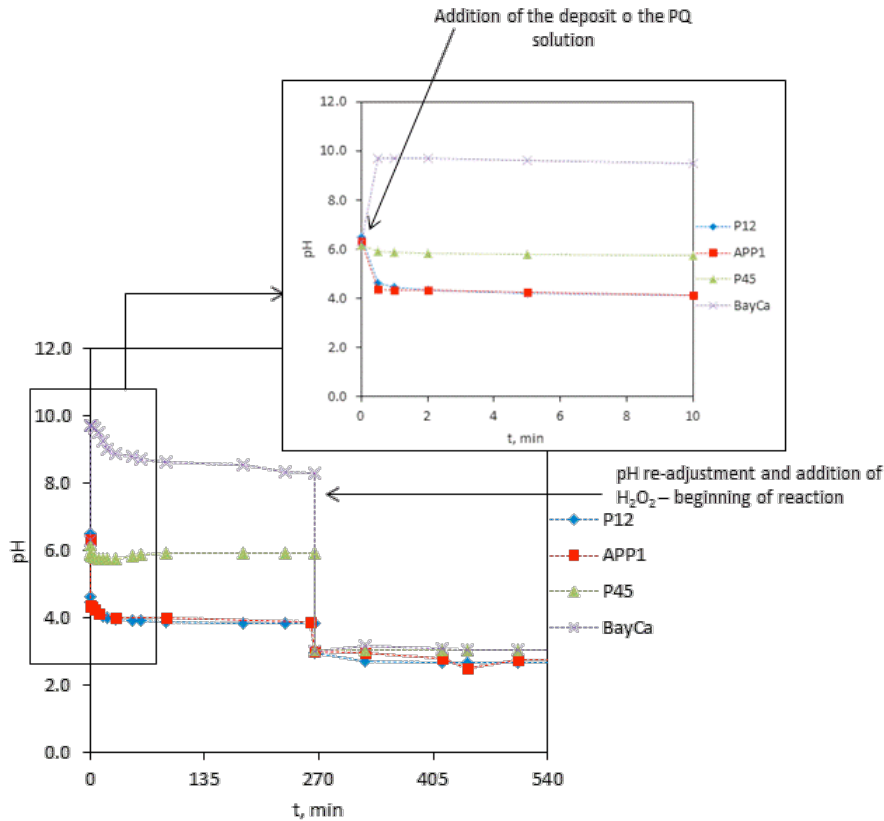 Addition of the deposit o the PQ
solution
12.0
10.0
8.0
6.0
4.0
2.0
0.0
pH
0
2
4
6
8
10
t, min
P12
APP1
P45
BayCa
12.0
10.0
8.0
6.0
4.0
2.0
0.0
pH
0
135
270
405
540
t, min
pH re-adjustment and addition of
H₂O₂ – beginning of reaction
P12
APP1
P45
BayCa